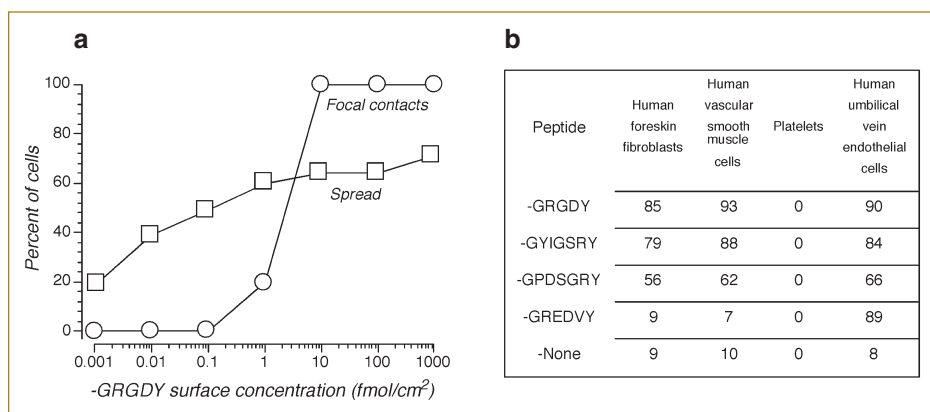 a
100
80
60
40
20
0
Percent of cells
Focal contacts
Spread
0.001 0.01 0.1 1 10 100 1000
-GRGDY surface concentration (fmol/cm²)
b
Peptide
Human
foreskin
fibroblasts
Human
vascular
smooth
muscle
cells
Platelets
Human
umbilical
vein
endothelial
cells
-GRGDY 85 93 0 90
-GYIGSRY 79 88 0 84
-GPDSGRY 56 62 0 66
-GREDVY 9 7 0 89
-None 9 10 0 8